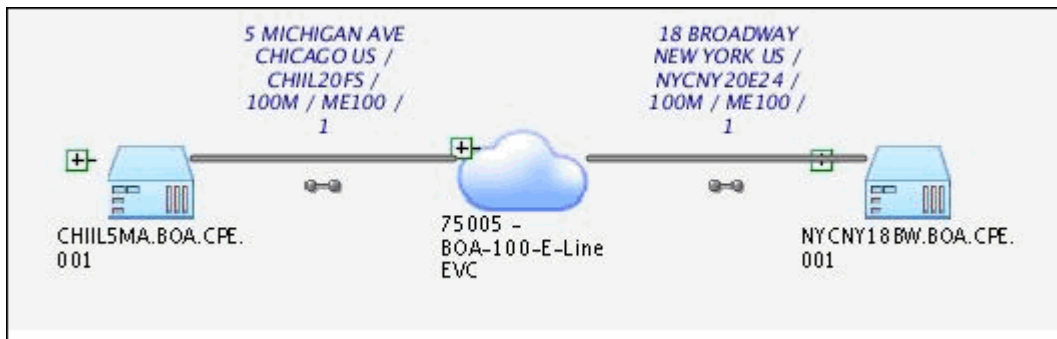 5 MICHIGAN AVE
CHICAGO US /
CHIIL20FS /
100M / ME100 /
1
18 BROADWAY
NEW YORK US /
NYCNY20E24 /
100M / ME100 /
1
CHIIL5MA.BOA.CPE.
001
75005 -
BOA-100-E-Line
EVC
NYCNY18BW.BOA.CPE.
001